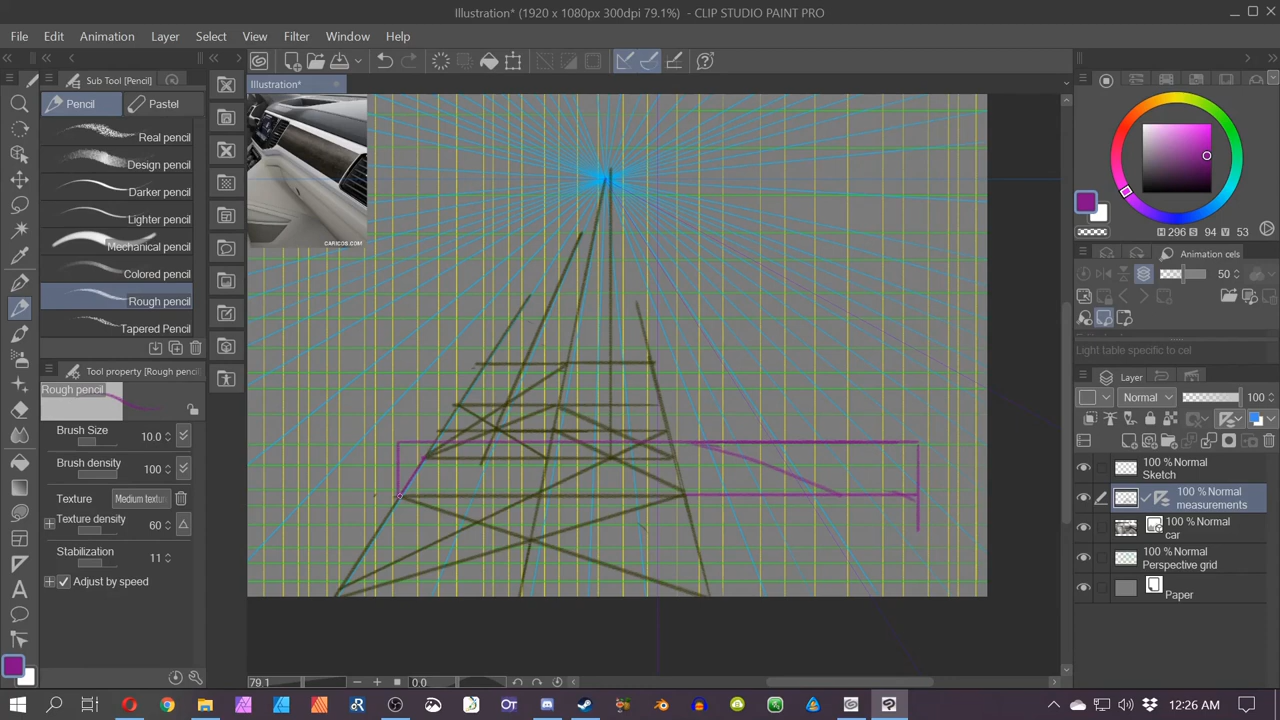 Illustration* (1920 x 1080px 300dpi 79.1%) - CLIP STUDIO PAINT PRO
File Edit Animation Layer Select View Filter Window Help
Sub Tool [Pencil]
Illustration*
Pencil Pastel
Real pencil
Design pencil
Darker pencil
Lighter pencil
Mechanical pencil
Colored pencil
Rough pencil
Tapered Pencil
Tool property [Rough pencil]
Rough pencil
Brush Size 10.0
Brush density 100
Texture Medium textur
Texture density 60
Stabilization 11
Adjust by speed
CARICOS.COM
79.1 0.0
H 296 S 94 V 53
Animation cels
50
Light table specific to cel
Layer
Normal 100
100 % Normal
Sketch
100 % Normal
measurements
100 % Normal
car
100 % Normal
Perspective grid
100 % Normal
Paper
12:26 AM